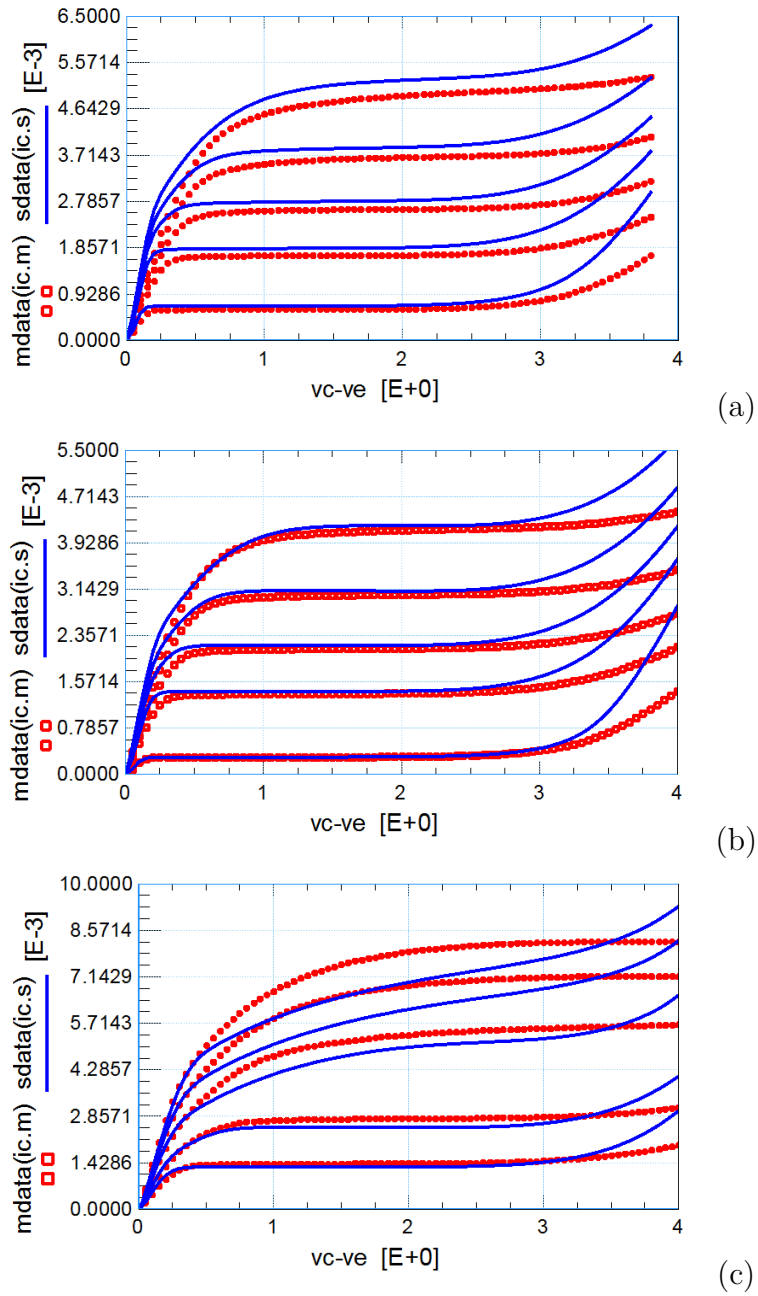 6.5000
5.5714
4.6429
3.7143
2.7857
1.8571
0.9286
0.0000
mdata(ic.m) sdata(ic.s) [E-3]
0 1 2 3 4
vc-ve [E+0]
(a)
5.5000
4.7143
3.9286
3.1429
2.3571
1.5714
0.7857
0.0000
mdata(ic.m) sdata(ic.s) [E-3]
0 1 2 3 4
vc-ve [E+0]
(b)
10.0000
8.5714
7.1429
5.7143
4.2857
2.8571
1.4286
0.0000
mdata(ic.m) sdata(ic.s) [E-3]
0 1 2 3 4
vc-ve [E+0]
(c)